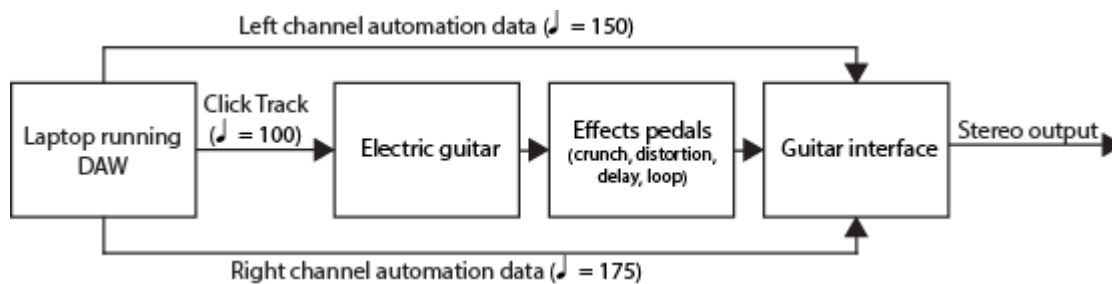 Left channel automation data (♩ = 150)
Laptop running
DAW
Click Track
(♩ = 100)
Electric guitar
Effects pedals
(crunch, distortion,
delay, loop)
Guitar interface
Stereo output
Right channel automation data (♩ = 175)